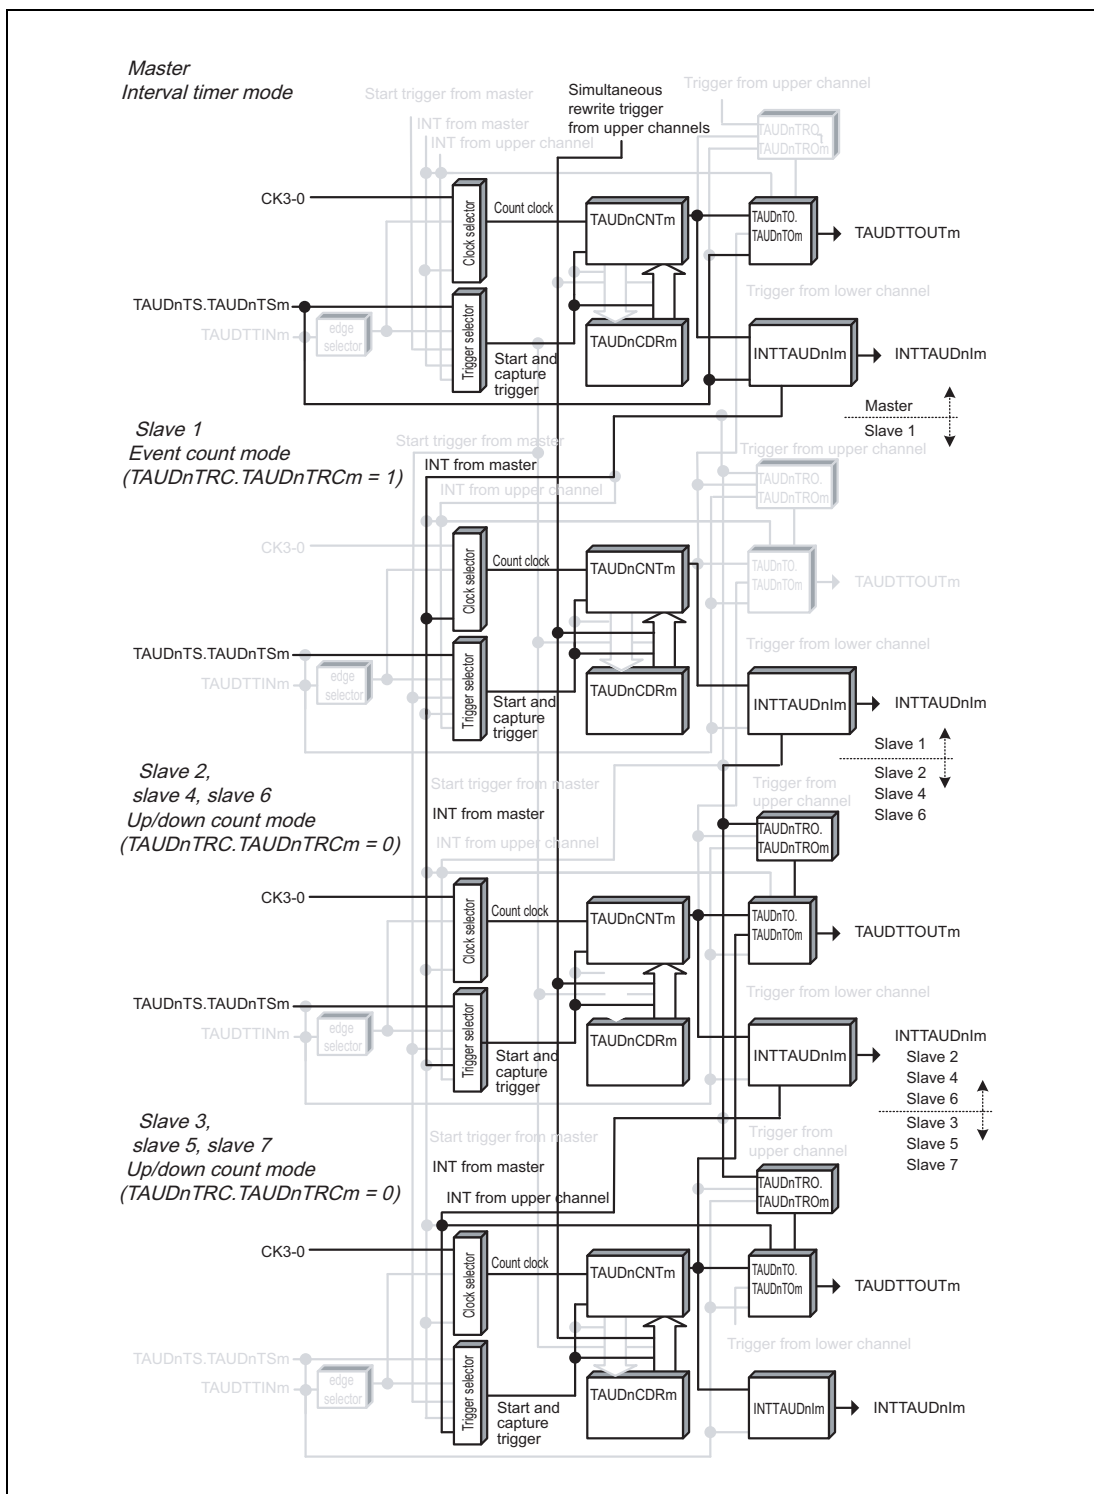 Master
Interval timer mode
Start trigger from master
INT from master
INT from upper channel
Simultaneous
rewrite trigger
from upper channels
Trigger from upper channel
TAUDnTRO.
TAUDnTROm
CK3-0
Clock selector
Count clock
TAUDnCNTm
TAUDnTO.
TAUDnTOm
TAUDTTOUTm
TAUDnTS.TAUDnTSm
TAUDTTINm
edge
selector
Trigger selector
Start and
capture
trigger
TAUDnCDRm
Trigger from lower channel
INTTAUDnIm
INTTAUDnIm
Master
Slave 1
Slave 1
Event count mode
(TAUDnTRC.TAUDnTRCm = 1)
Start trigger from master
INT from master
INT from upper channel
Trigger from upper channel
TAUDnTRO.
TAUDnTROm
CK3-0
Clock selector
Count clock
TAUDnCNTm
TAUDnTO.
TAUDnTOm
TAUDTTOUTm
TAUDnTS.TAUDnTSm
TAUDTTINm
edge
selector
Trigger selector
Start and
capture
trigger
TAUDnCDRm
Trigger from lower channel
INTTAUDnIm
INTTAUDnIm
Slave 1
Slave 2
Slave 4
Slave 6
Slave 2,
slave 4, slave 6
Up/down count mode
(TAUDnTRC.TAUDnTRCm = 0)
Start trigger from master
INT from master
INT from upper channel
Trigger from
upper channel
TAUDnTRO.
TAUDnTROm
CK3-0
Clock selector
Count clock
TAUDnCNTm
TAUDnTO.
TAUDnTOm
TAUDTTOUTm
TAUDnTS.TAUDnTSm
TAUDTTINm
edge
selector
Trigger selector
Start and
capture
trigger
TAUDnCDRm
Trigger from lower channel
INTTAUDnIm
INTTAUDnIm
Slave 2
Slave 4
Slave 6
Slave 3
Slave 5
Slave 7
Slave 3,
slave 5, slave 7
Up/down count mode
(TAUDnTRC.TAUDnTRCm = 0)
Start trigger from master
INT from master
INT from upper channel
Trigger from
upper channel
TAUDnTRO.
TAUDnTROm
CK3-0
Clock selector
Count clock
TAUDnCNTm
TAUDnTO.
TAUDnTOm
TAUDTTOUTm
TAUDnTS.TAUDnTSm
TAUDTTINm
edge
selector
Trigger selector
Start and
capture
trigger
TAUDnCDRm
Trigger from lower channel
INTTAUDnIm
INTTAUDnIm